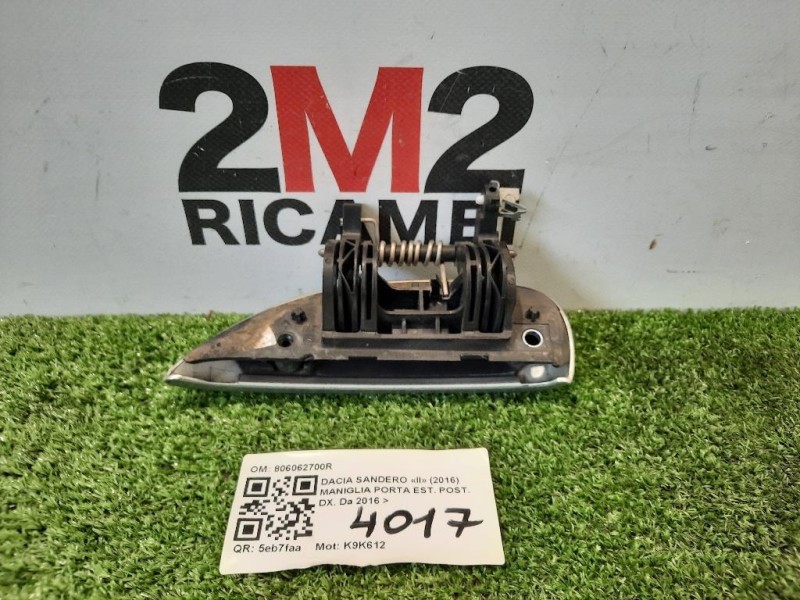 2M2
RICAMBI
OM: 806062700R
DACIA SANDERO «II» (2016)
MANIGLIA PORTA EST. POST.
DX. Da 2016 >
4017
QR: 5eb7faa Mot: K9K612